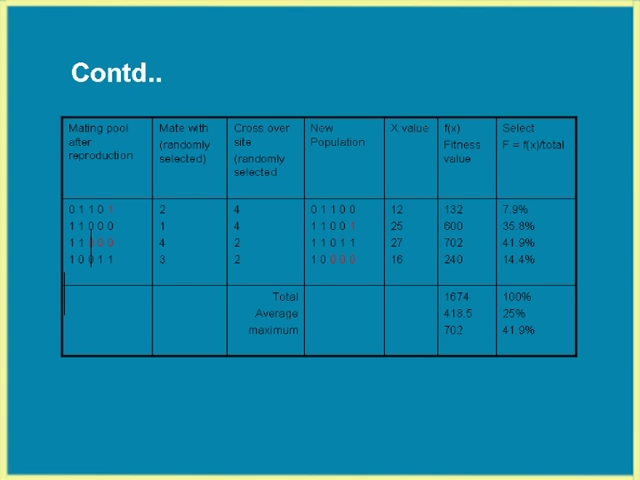 Contd..
Mating pool after reproduction
Mate with (randomly selected)
Cross over site (randomly selected
New Population
X value
f(x) Fitness value
Select F = f(x)/total
0 1 1 0 1
1 1 0 0 0
1 1 0 0 0
1 0 0 1 1
2
1
4
3
4
4
2
2
0 1 1 0 0
1 1 0 0 1
1 1 0 1 1
1 0 0 0 0
12
25
27
16
132
600
702
240
7.9%
35.8%
41.9%
14.4%
Total
Average
maximum
1674
418.5
702
100%
25%
41.9%